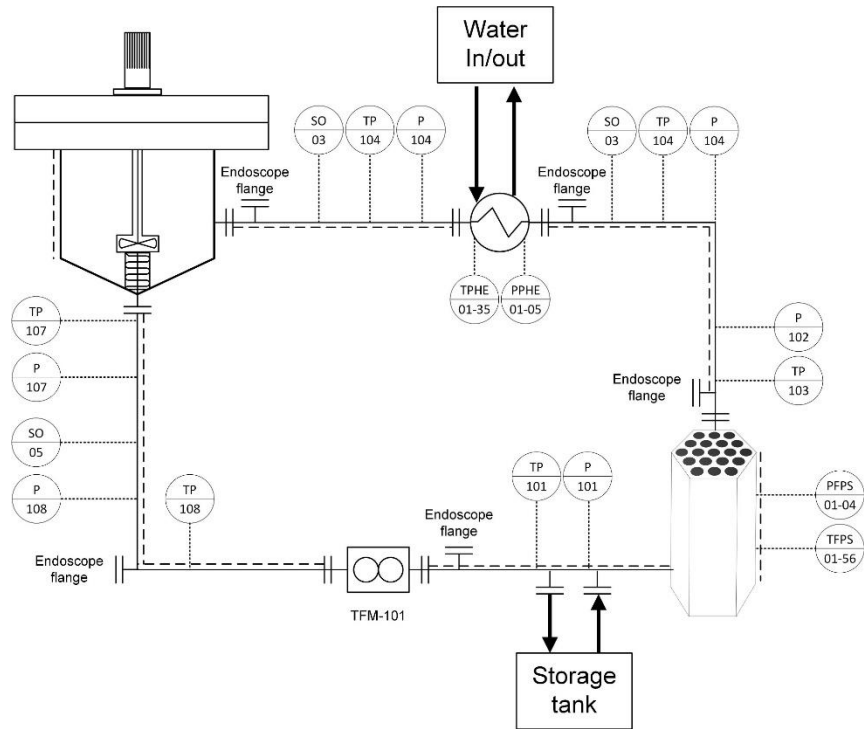 Water
In/out
SO
03
TP
104
P
104
SO
03
TP
104
P
104
Endoscope
flange
Endoscope
flange
TPHE
01-35
PPHE
01-05
TP
107
P
107
SO
05
P
108
TP
108
Endoscope flange
TFM-101
Endoscope
flange
TP
101
P
101
Storage
tank
P
102
TP
103
Endoscope
flange
PFPS
01-04
TFPS
01-56